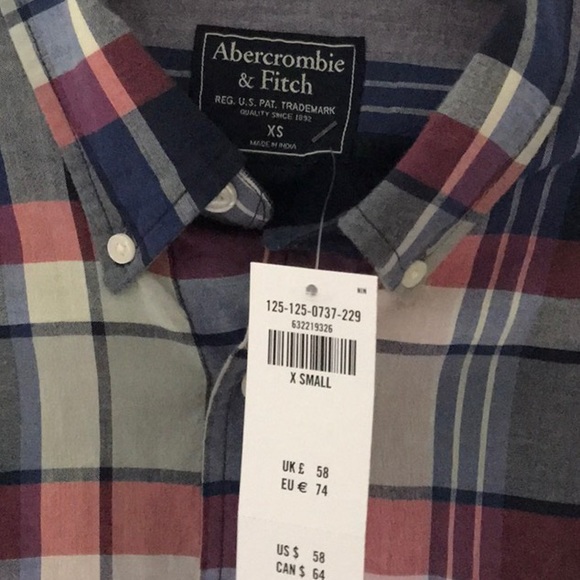 Abercrombie
& Fitch
REG. U.S. PAT. TRADEMARK
QUALITY SINCE 1892
XS
MADE IN INDIA
NIN
125-125-0737-229
632219326
X SMALL
UK £ 58
EU € 74
US $ 58
CAN $ 64